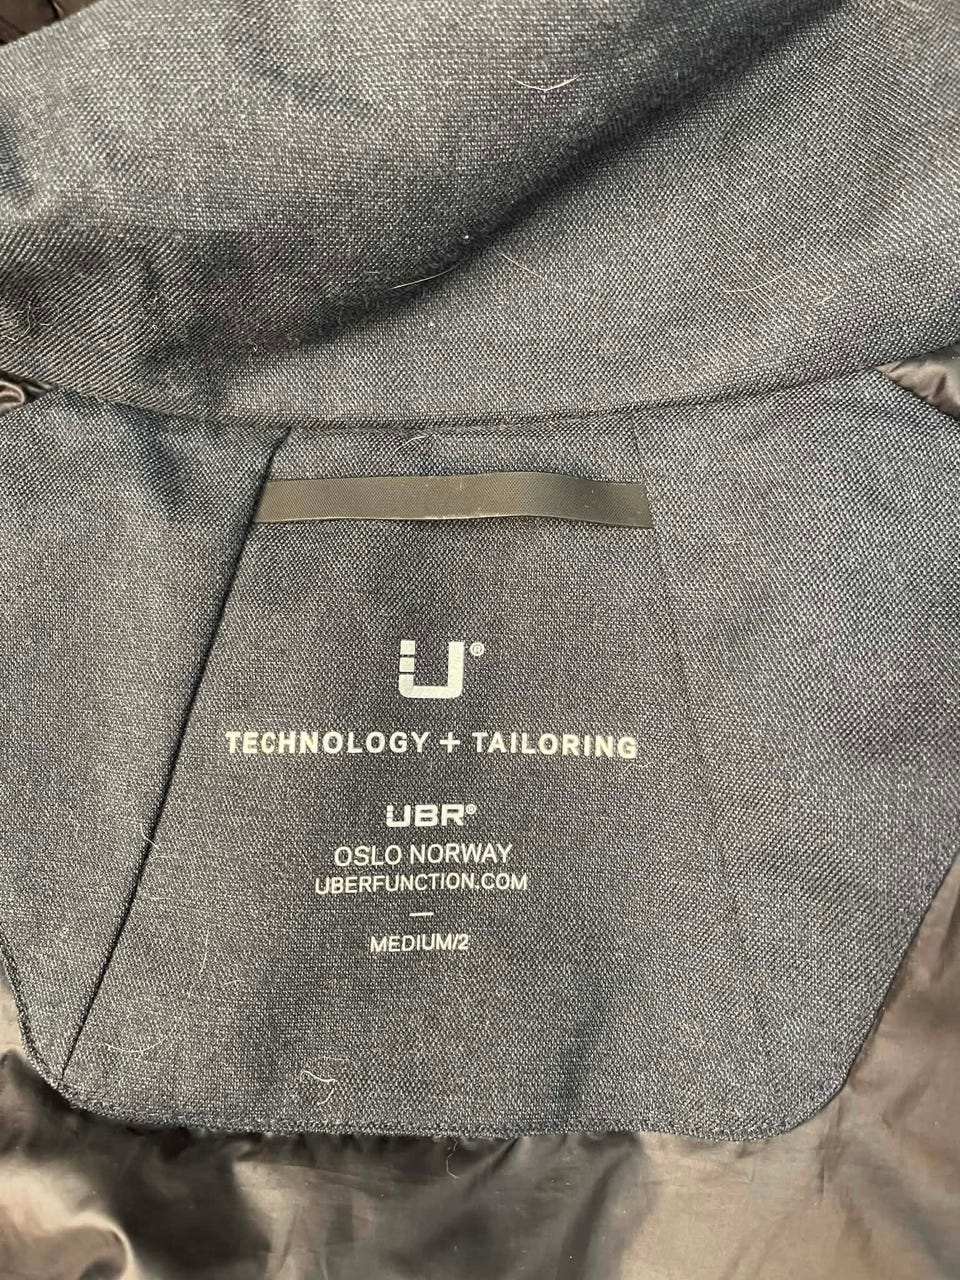 U®
TECHNOLOGY + TAILORING
UBR®
OSLO NORWAY
UBERFUNCTION.COM
—
MEDIUM/2